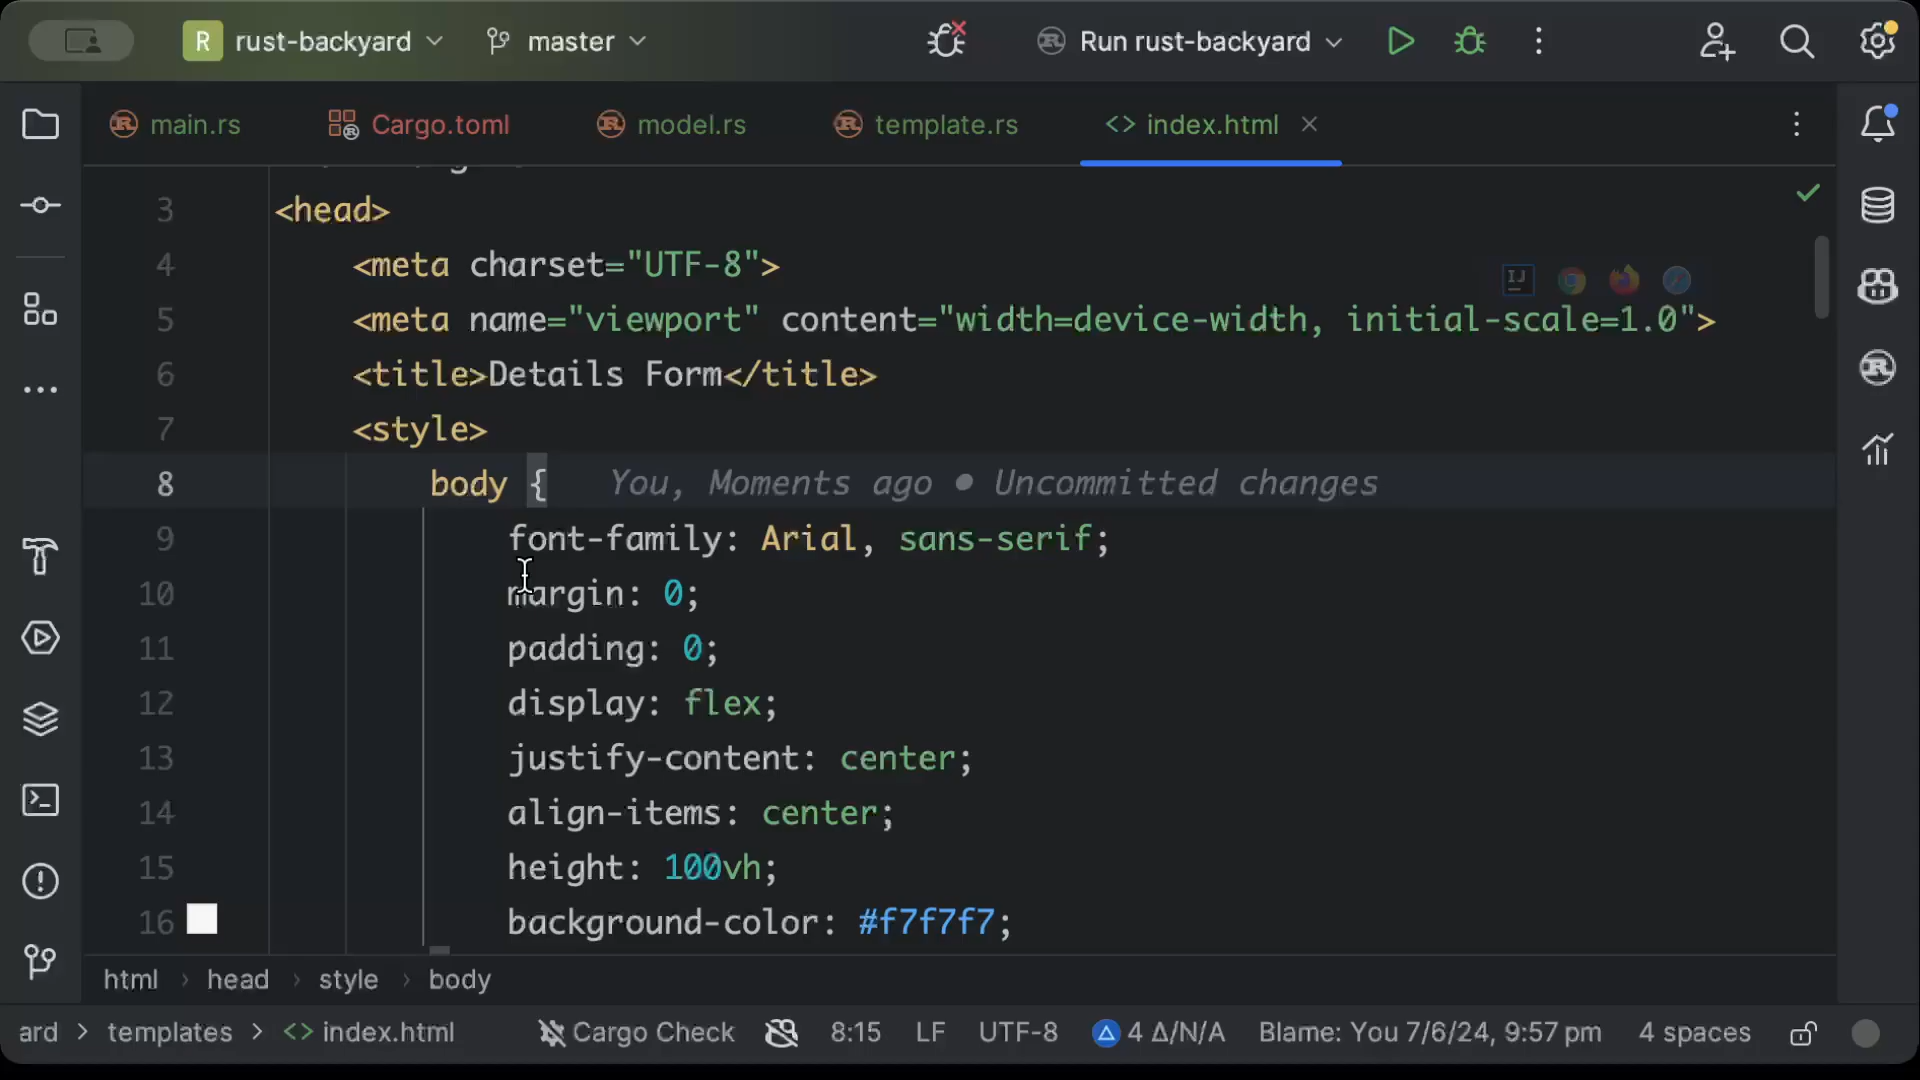 R rust-backyard master Run rust-backyard
main.rs Cargo.toml model.rs template.rs <> index.html
3 <head>
4 <meta charset="UTF-8">
5 <meta name="viewport" content="width=device-width, initial-scale=1.0">
6 <title>Details Form</title>
7 <style>
8 body { You, Moments ago • Uncommitted changes
9 font-family: Arial, sans-serif;
10 margin: 0;
11 padding: 0;
12 display: flex;
13 justify-content: center;
14 align-items: center;
15 height: 100vh;
16 background-color: #f7f7f7;
html › head › style › body
ard > templates > <> index.html Cargo Check 8:15 LF UTF-8 4 Δ/N/A Blame: You 7/6/24, 9:57 pm 4 spaces